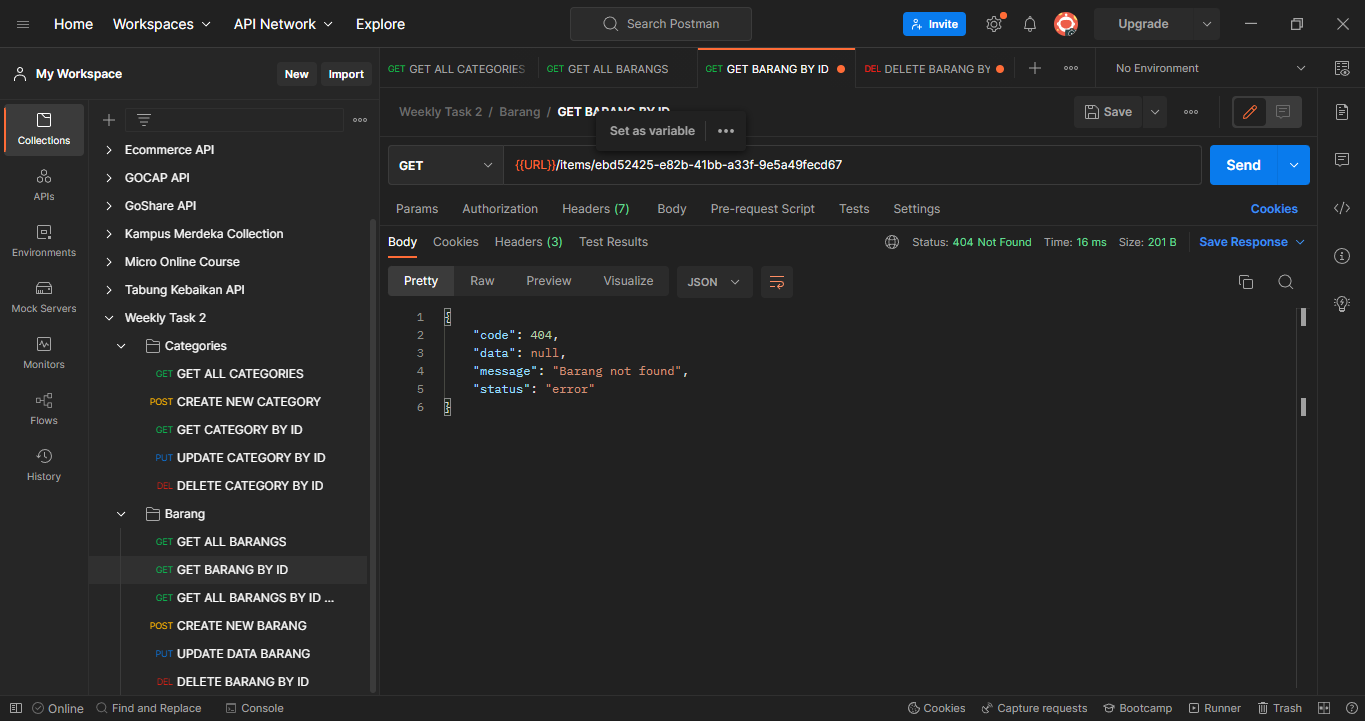 Home Workspaces API Network Explore Search Postman Invite Upgrade
My Workspace New Import
GET GET ALL CATEGORIES GET GET ALL BARANGS GET GET BARANG BY ID DEL DELETE BARANG BY No Environment
Collections
APIs
Environments
Mock Servers
Monitors
Flows
History
Ecommerce API
GOCAP API
GoShare API
Kampus Merdeka Collection
Micro Online Course
Tabung Kebaikan API
Weekly Task 2
Categories
GET GET ALL CATEGORIES
POST CREATE NEW CATEGORY
GET GET CATEGORY BY ID
PUT UPDATE CATEGORY BY ID
DEL DELETE CATEGORY BY ID
Barang
GET GET ALL BARANGS
GET GET BARANG BY ID
GET GET ALL BARANGS BY ID ...
POST CREATE NEW BARANG
PUT UPDATE DATA BARANG
DEL DELETE BARANG BY ID
Weekly Task 2 / Barang / GET BARANG BY ID Save
Set as variable
GET {{URL}}/items/ebd52425-e82b-41bb-a33f-9e5a49fecd67 Send
Params Authorization Headers (7) Body Pre-request Script Tests Settings Cookies
Body Cookies Headers (3) Test Results Status: 404 Not Found Time: 16 ms Size: 201 B Save Response
Pretty Raw Preview Visualize JSON
1 {
2 "code": 404,
3 "data": null,
4 "message": "Barang not found",
5 "status": "error"
6 }
Online Find and Replace Console Cookies Capture requests Bootcamp Runner Trash